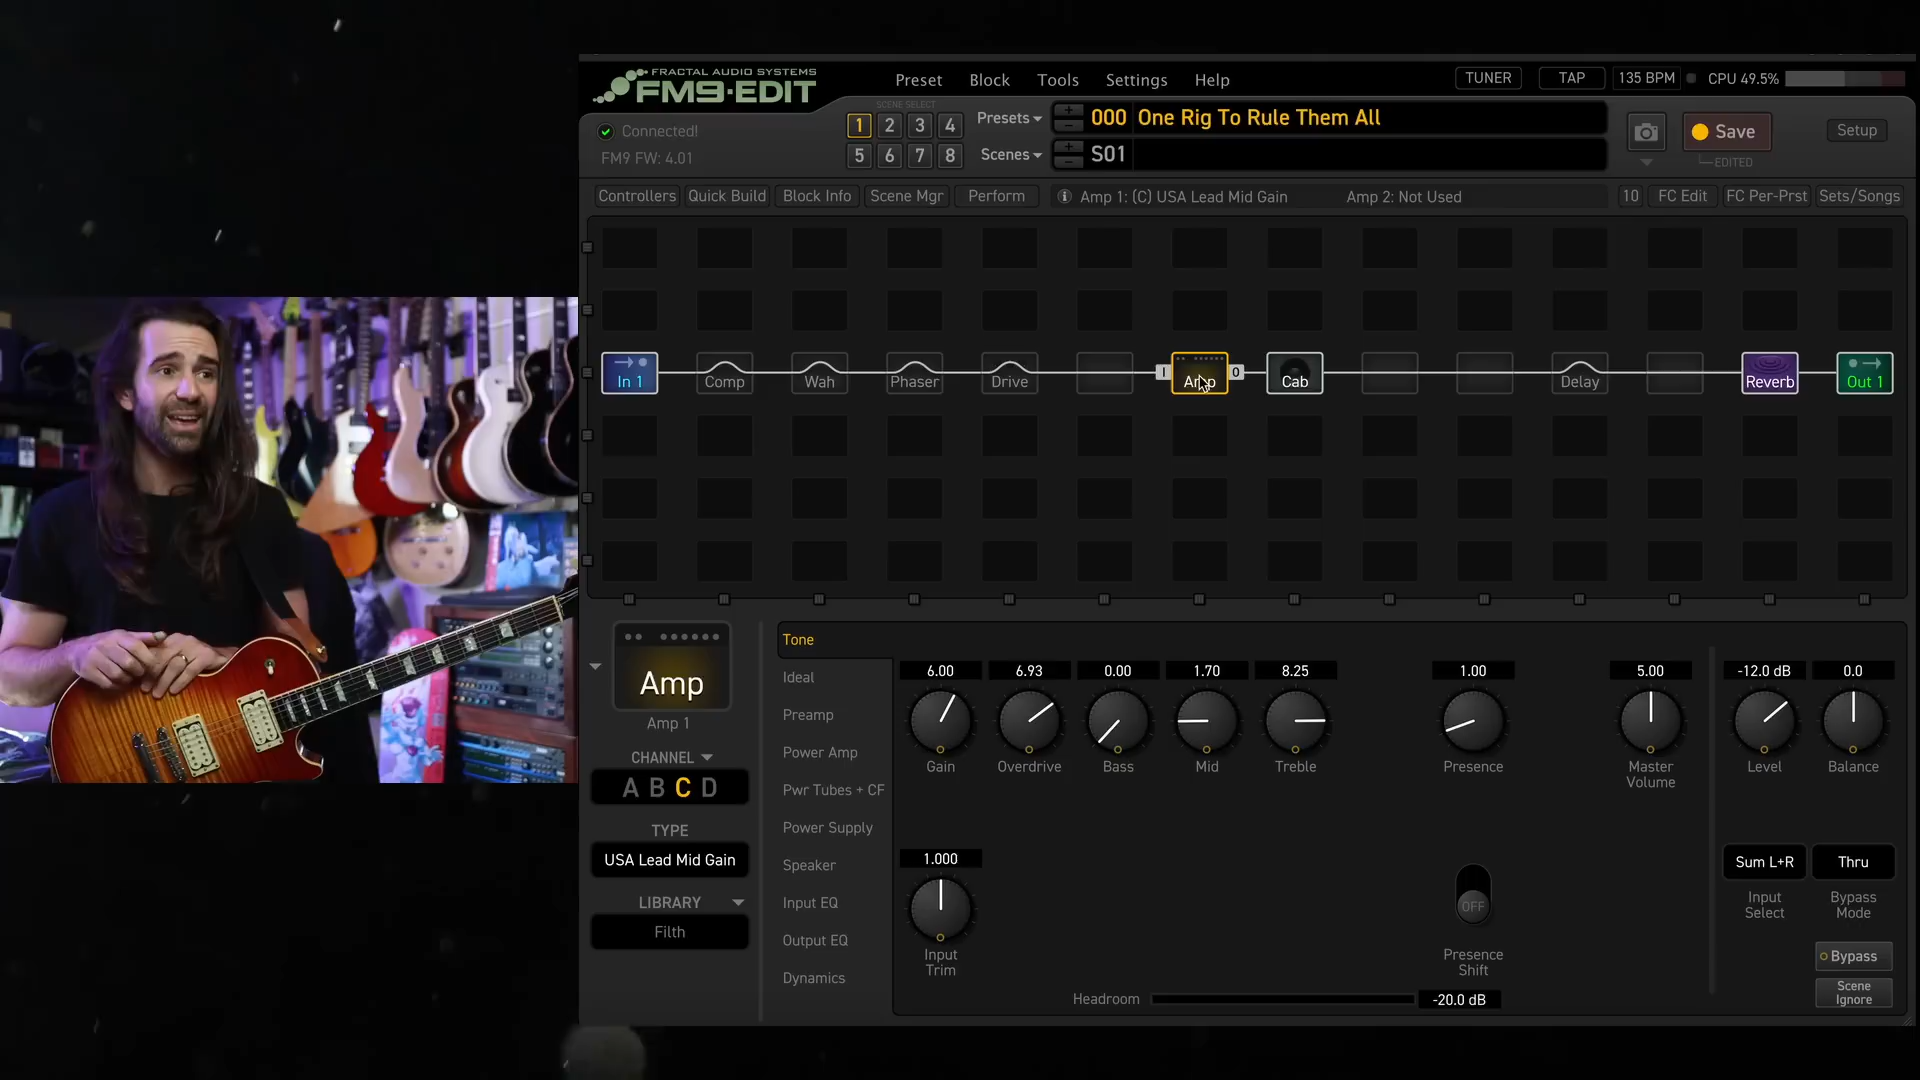 FRACTAL AUDIO SYSTEMS
FM9-EDIT
Preset Block Tools Settings Help
TUNER TAP 135 BPM CPU 49.5%
SCENE SELECT
1 2 3 4
5 6 7 8
Connected!
FM9 FW: 4.01
Presets + - 000 One Rig To Rule Them All
Scenes + - S01
Save
EDITED
Setup
Controllers Quick Build Block Info Scene Mgr Perform
Amp 1: (C) USA Lead Mid Gain Amp 2: Not Used
10 FC Edit FC Per-Prst Sets/Songs
In 1 Comp Wah Phaser Drive I Amp O Cab Delay Reverb Out 1
Amp
Amp 1
CHANNEL
A B C D
TYPE
USA Lead Mid Gain
LIBRARY
Filth
Tone
Ideal
Preamp
Power Amp
Pwr Tubes + CF
Power Supply
Speaker
Input EQ
Output EQ
Dynamics
6.00 6.93 0.00 1.70 8.25 1.00 5.00 -12.0 dB 0.0
Gain Overdrive Bass Mid Treble Presence Master Volume Level Balance
1.000
Input
Trim
OFF
Presence
Shift
Sum L+R Thru
Input Select
Bypass Mode
Bypass
Scene
Ignore
Headroom -20.0 dB